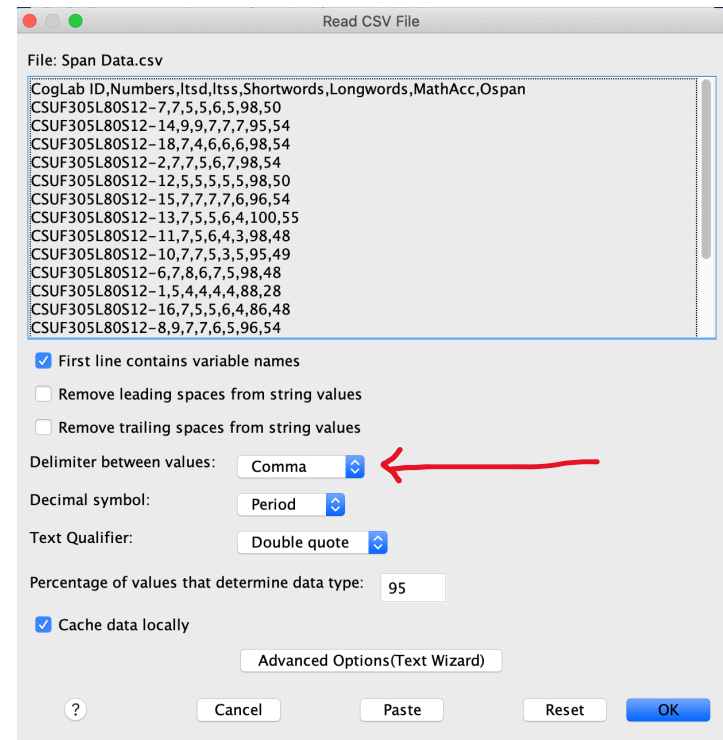 Read CSV File
File: Span Data.csv
CogLab ID,Numbers,ltsd,ltss,Shortwords,Longwords,MathAcc,Ospan
CSUF305L80S12-7,7,5,5,6,5,98,50
CSUF305L80S12-14,9,9,7,7,7,95,54
CSUF305L80S12-18,7,4,6,6,6,98,54
CSUF305L80S12-2,7,7,5,6,7,98,54
CSUF305L80S12-12,5,5,5,5,5,98,50
CSUF305L80S12-15,7,7,7,7,6,96,54
CSUF305L80S12-13,7,5,5,6,4,100,55
CSUF305L80S12-11,7,5,6,4,3,98,48
CSUF305L80S12-10,7,7,5,3,5,95,49
CSUF305L80S12-6,7,8,6,7,5,98,48
CSUF305L80S12-1,5,4,4,4,4,88,28
CSUF305L80S12-16,7,5,5,6,4,86,48
CSUF305L80S12-8,9,7,7,6,5,96,54
First line contains variable names
Remove leading spaces from string values
Remove trailing spaces from string values
Delimiter between values: Comma
Decimal symbol: Period
Text Qualifier: Double quote
Percentage of values that determine data type: 95
Cache data locally
Advanced Options(Text Wizard)
? Cancel Paste Reset OK